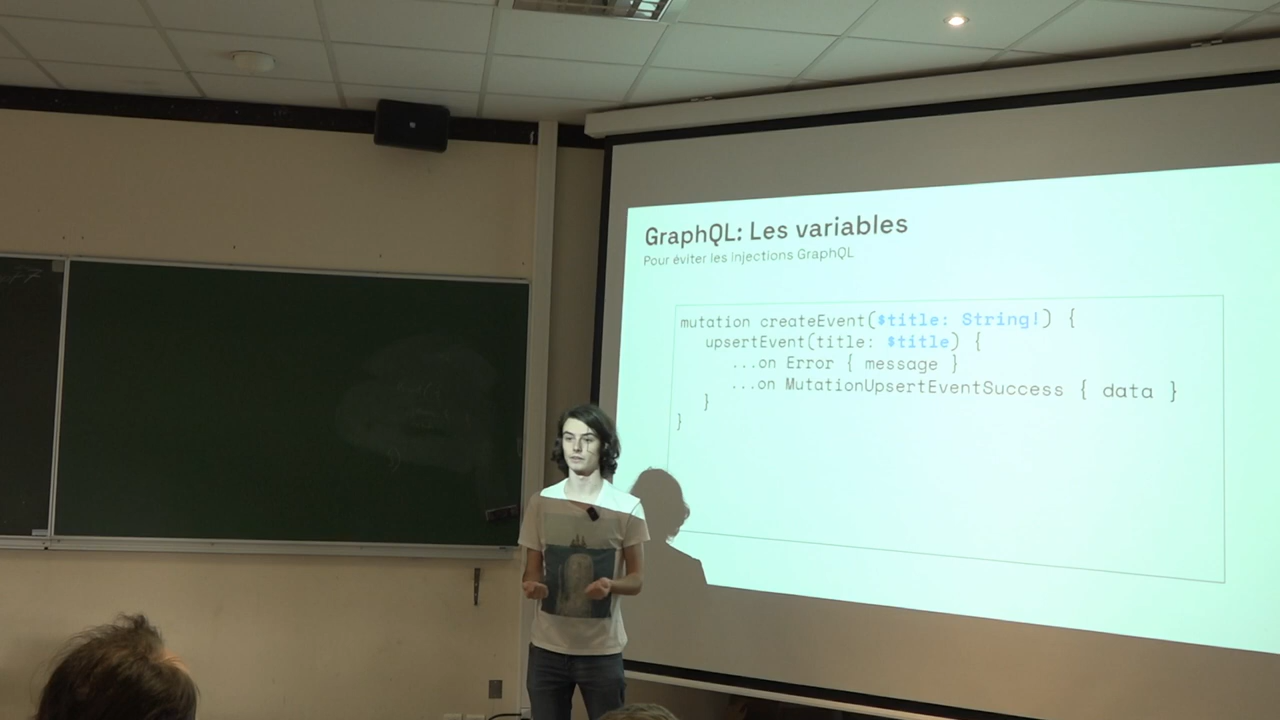 GraphQL: Les variables
Pour éviter les injections GraphQL
mutation createEvent($title: String!) {
upsertEvent(title: $title) {
...on Error { message }
...on MutationUpsertEventSuccess { data }
}
}